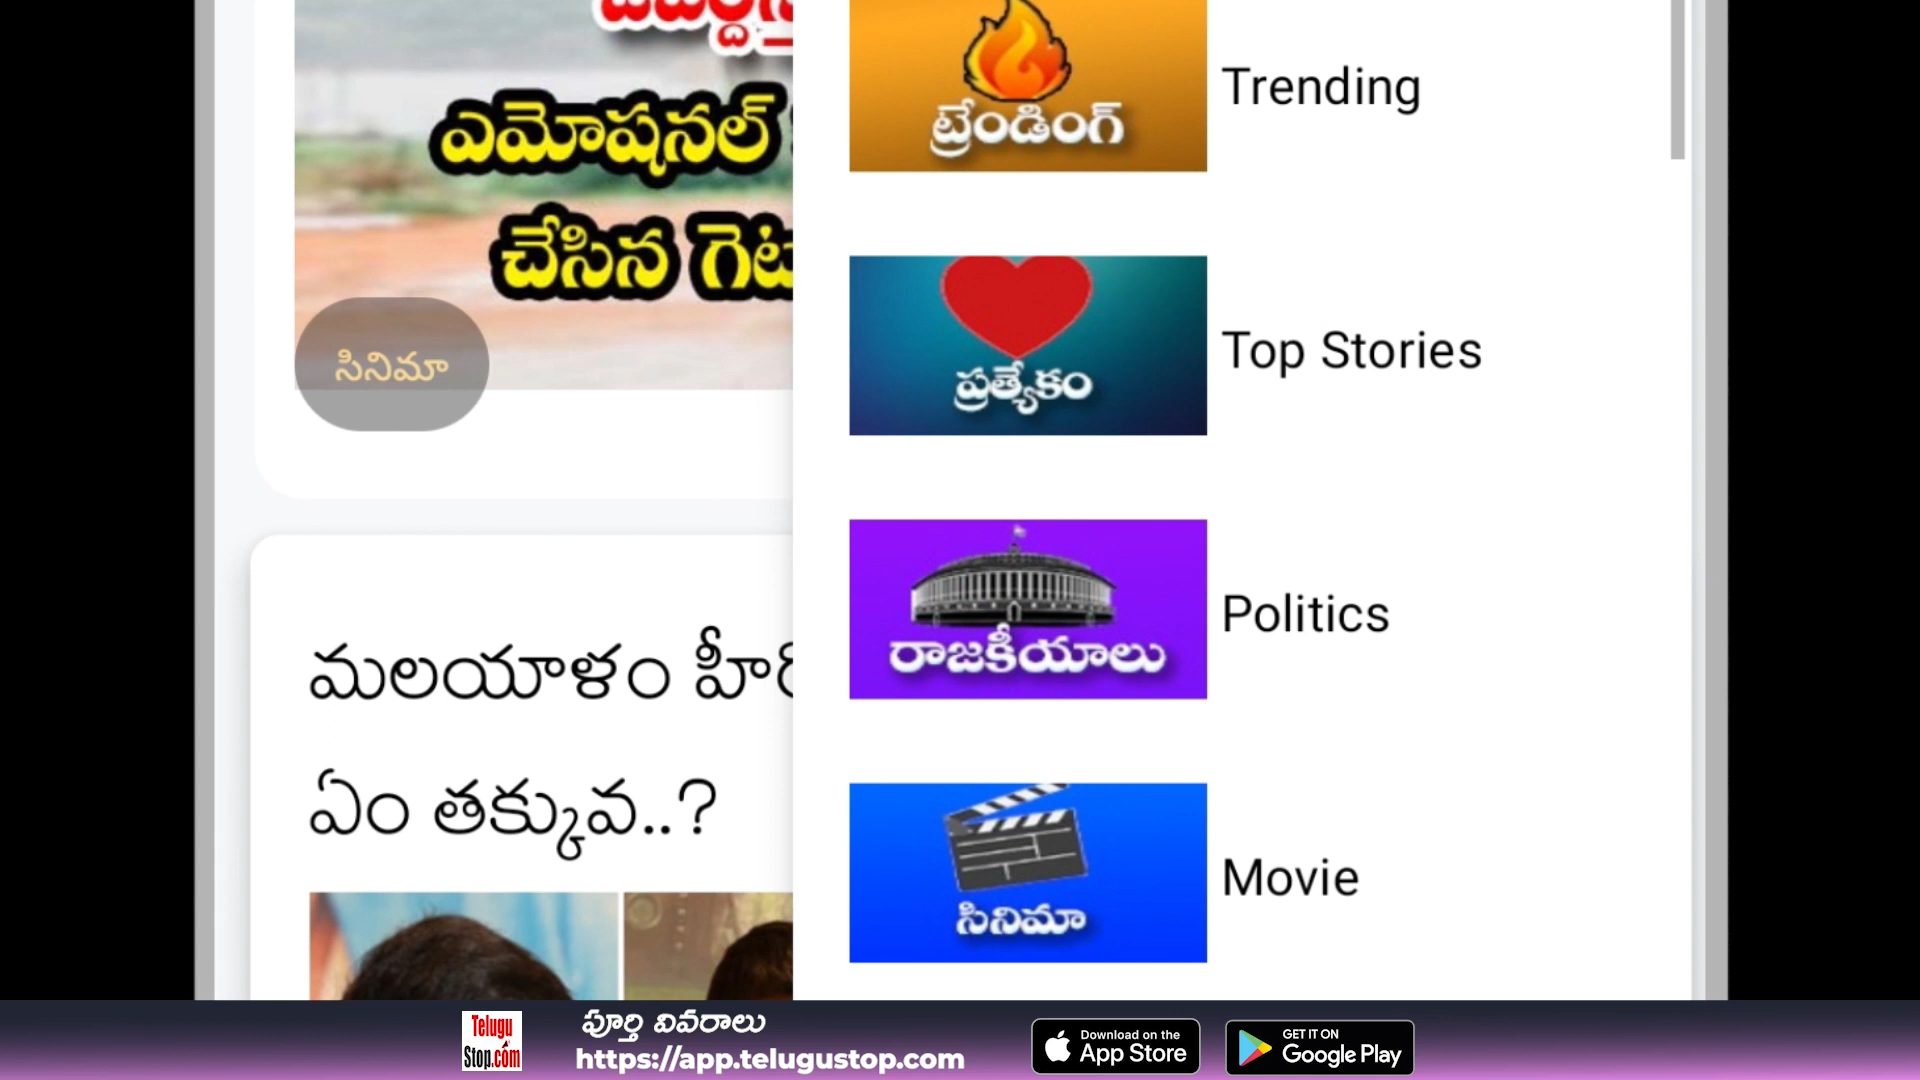 ఎమోషనల్
చేసిన
సినిమా
మలయాళం
ఏం తక్కువ..?
ట్రేండింగ్
Trending
ప్రత్యేకం
Top Stories
రాజకీయాలు
Politics
సినిమా
Movie
Telugu
Stop.com
పూర్తి వివరాలు
https://app.telugustop.com
Download on the
App Store
GET IT ON
Google Play